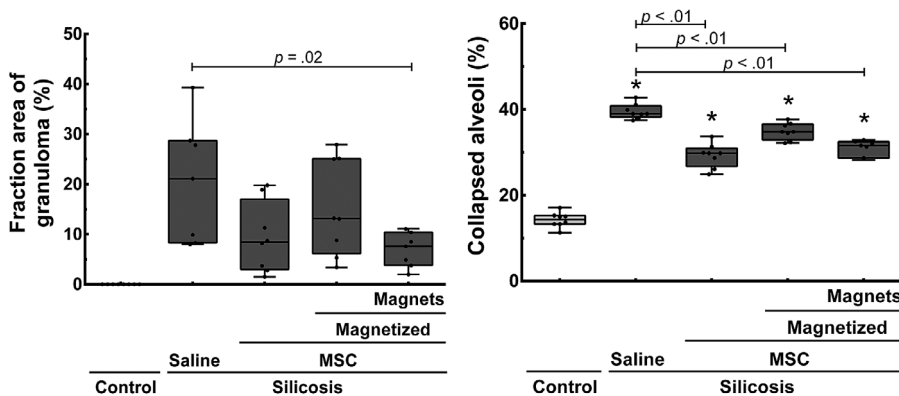 p = .02
Fraction area of
granuloma (%)
50
40
30
20
10
0
Magnets
Magnetized
Saline
MSC
Control
Silicosis
p < .01
p < .01
p < .01
*
*
*
*
Collapsed alveoli (%)
60
40
20
0
Magnets
Magnetized
Saline
MSC
Control
Silicosis